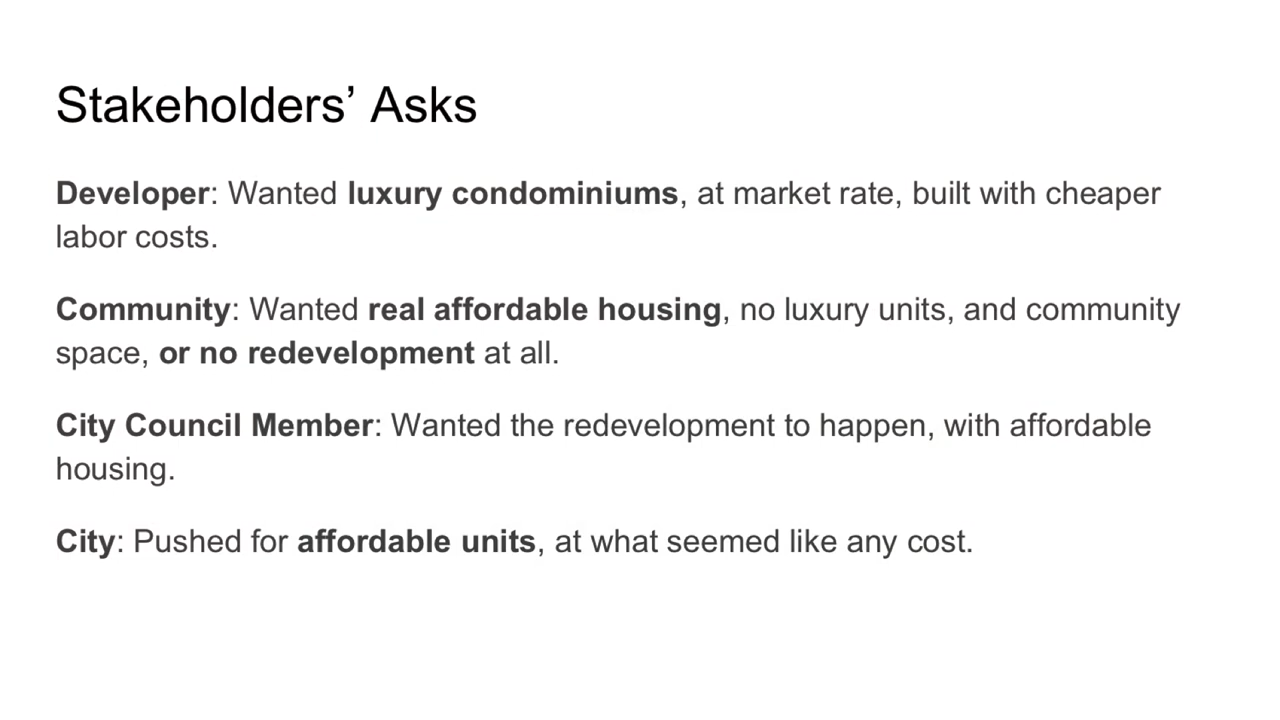 Stakeholders’ Asks
Developer: Wanted luxury condominiums, at market rate, built with cheaper
labor costs.
Community: Wanted real affordable housing, no luxury units, and community
space, or no redevelopment at all.
City Council Member: Wanted the redevelopment to happen, with affordable
housing.
City: Pushed for affordable units, at what seemed like any cost.